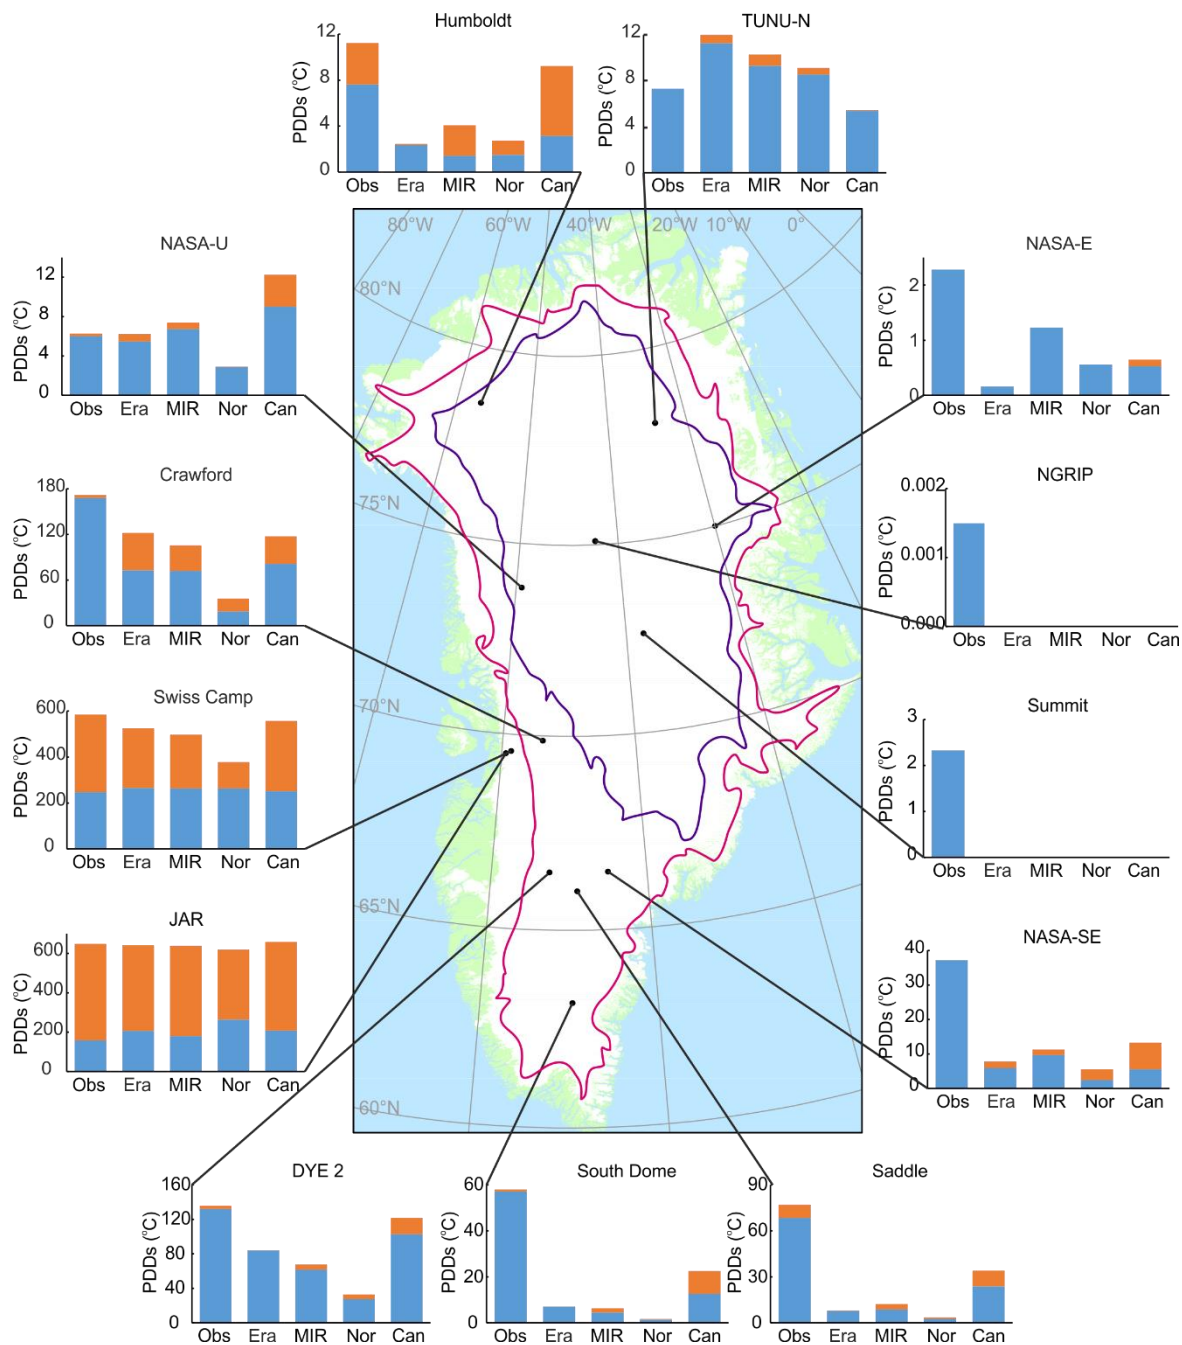 Humboldt
12
8
4
0
PDDs (°C)
Obs Era MIR Nor Can
TUNU-N
12
8
4
0
PDDs (°C)
Obs Era MIR Nor Can
NASA-U
12
8
4
0
PDDs (°C)
Obs Era MIR Nor Can
80°W 60°W 40°W 20°W 10°W 0°
80°N
75°N
70°N
65°N
60°N
NASA-E
2
1
0
PDDs (°C)
Obs Era MIR Nor Can
Crawford
180
120
60
0
PDDs (°C)
Obs Era MIR Nor Can
NGRIP
0.002
0.001
0.000
PDDs (°C)
Obs Era MIR Nor Can
Swiss Camp
600
400
200
0
PDDs (°C)
Obs Era MIR Nor Can
Summit
3
2
1
0
PDDs (°C)
Obs Era MIR Nor Can
JAR
600
400
200
0
PDDs (°C)
Obs Era MIR Nor Can
NASA-SE
40
30
20
10
0
PDDs (°C)
Obs Era MIR Nor Can
DYE 2
160
120
80
40
0
PDDs (°C)
Obs Era MIR Nor Can
South Dome
60
40
20
0
PDDs (°C)
Obs Era MIR Nor Can
Saddle
90
60
30
0
PDDs (°C)
Obs Era MIR Nor Can